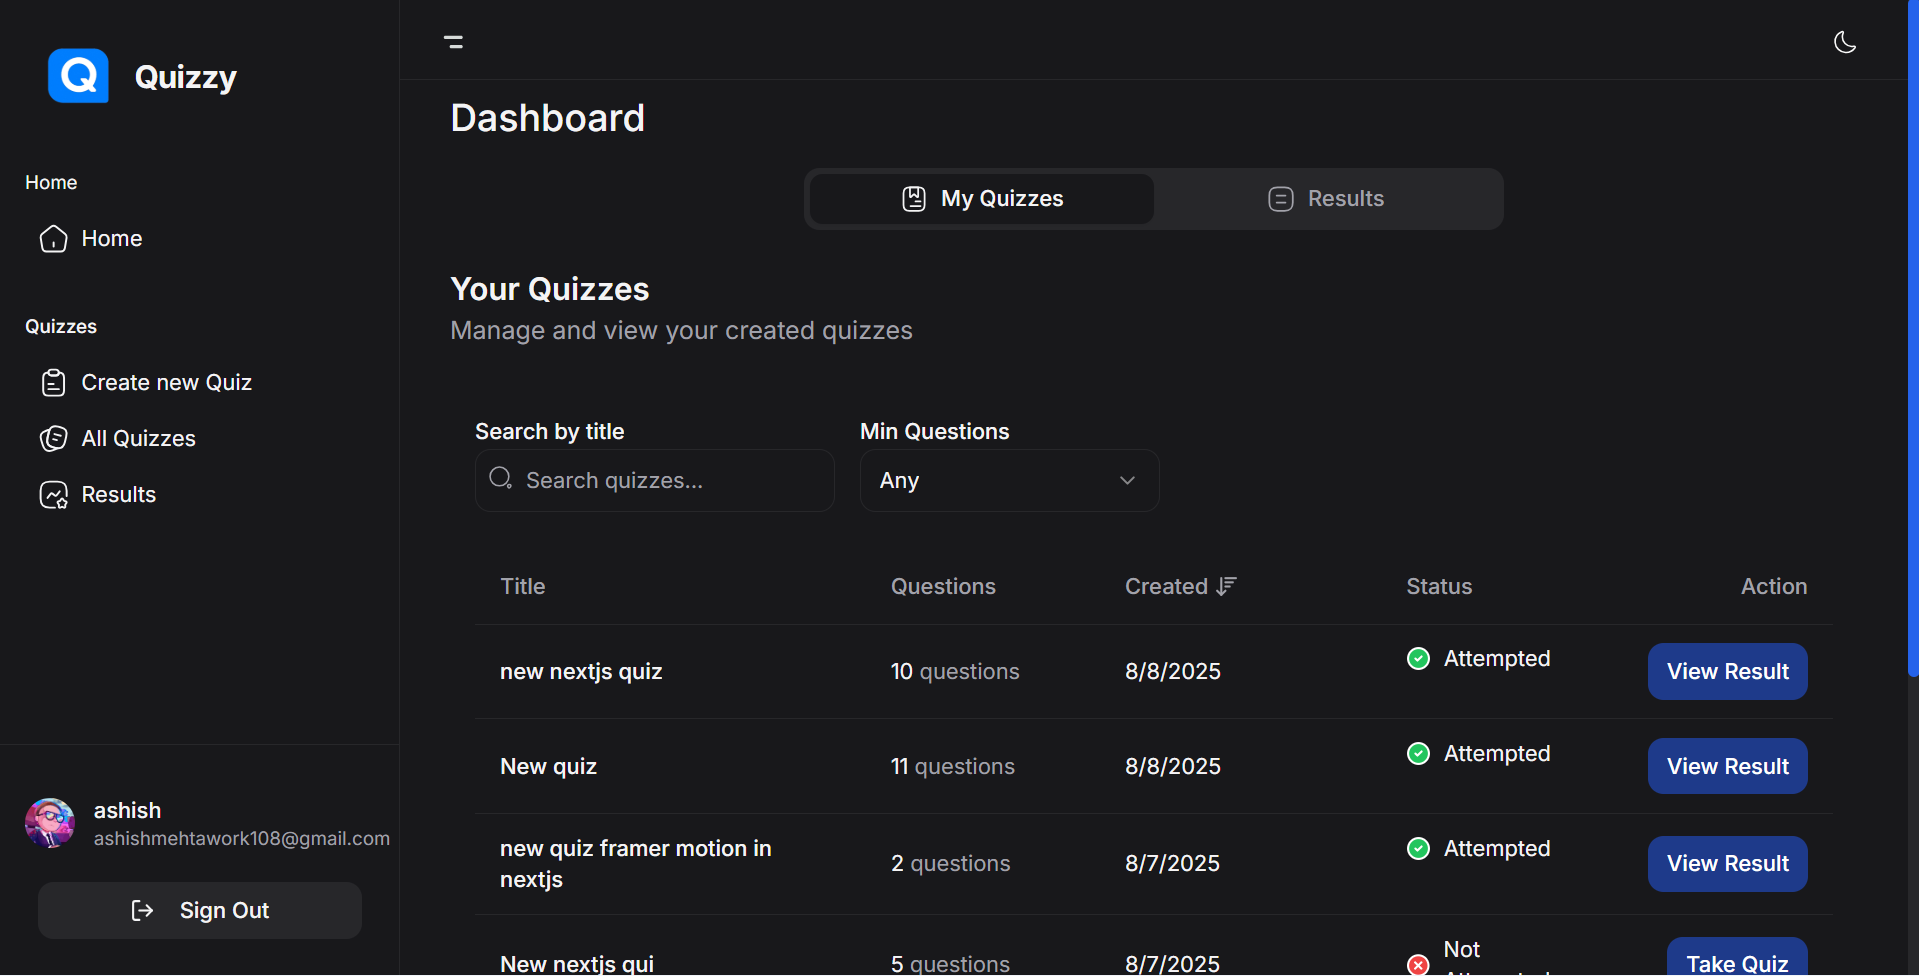 Quizzy
Home
Home
Quizzes
Create new Quiz
All Quizzes
Results
ashish
ashishmehtawork108@gmail.com
Sign Out
Dashboard
My Quizzes
Results
Your Quizzes
Manage and view your created quizzes
Search by title
Min Questions
Search quizzes...
Any
Title
Questions
Created
Status
Action
new nextjs quiz
10 questions
8/8/2025
Attempted
View Result
New quiz
11 questions
8/8/2025
Attempted
View Result
new quiz framer motion in
nextjs
2 questions
8/7/2025
Attempted
View Result
New nextjs qui
5 questions
8/7/2025
Not
Take Quiz